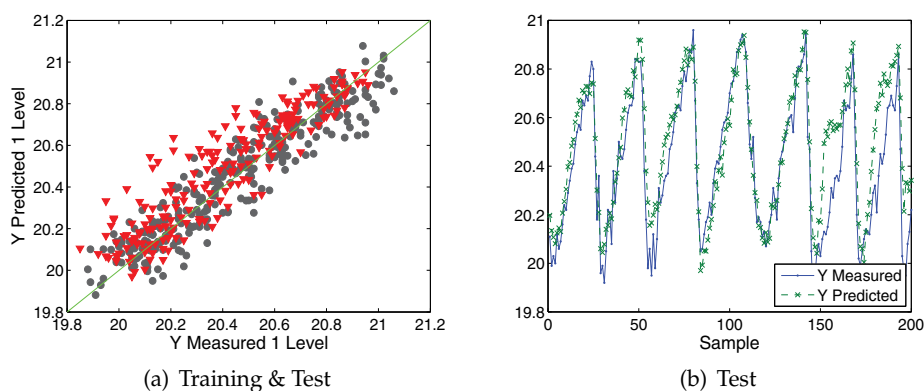 21.2
21
20.8
20.6
20.4
20.2
20
19.8
19.8 20 20.2 20.4 20.6 20.8 21 21.2
Y Predicted 1 Level
Y Measured 1 Level
(a) Training & Test
21
20.8
20.6
20.4
20.2
20
19.8
0 50 100 150 200
Y Measured
Y Predicted
Sample
(b) Test